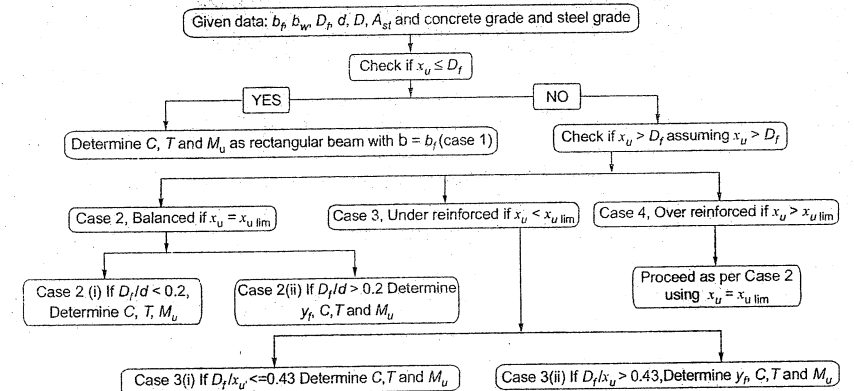 Given data: b_f, b_w, D_f, d, D, A_st and concrete grade and steel grade
Check if x_u ≤ D_f
YES
NO
Determine C, T and M_u as rectangular beam with b = b_f (case 1)
Check if x_u > D_f assuming x_u > D_f
Case 2, Balanced if x_u = x_u lim
Case 3, Under reinforced if x_u < x_u lim
Case 4, Over reinforced if x_u > x_u lim
Case 2 (i) If D_f/d < 0.2,
Determine C, T, M_u
Case 2(ii) If D_f/d > 0.2 Determine
y_f, C,T and M_u
Proceed as per Case 2
using x_u = x_u lim
Case 3(i) If D_f/x_u <=0.43 Determine C,T and M_u
Case 3(ii) If D_f/x_u > 0.43,Determine y_f, C,T and M_u